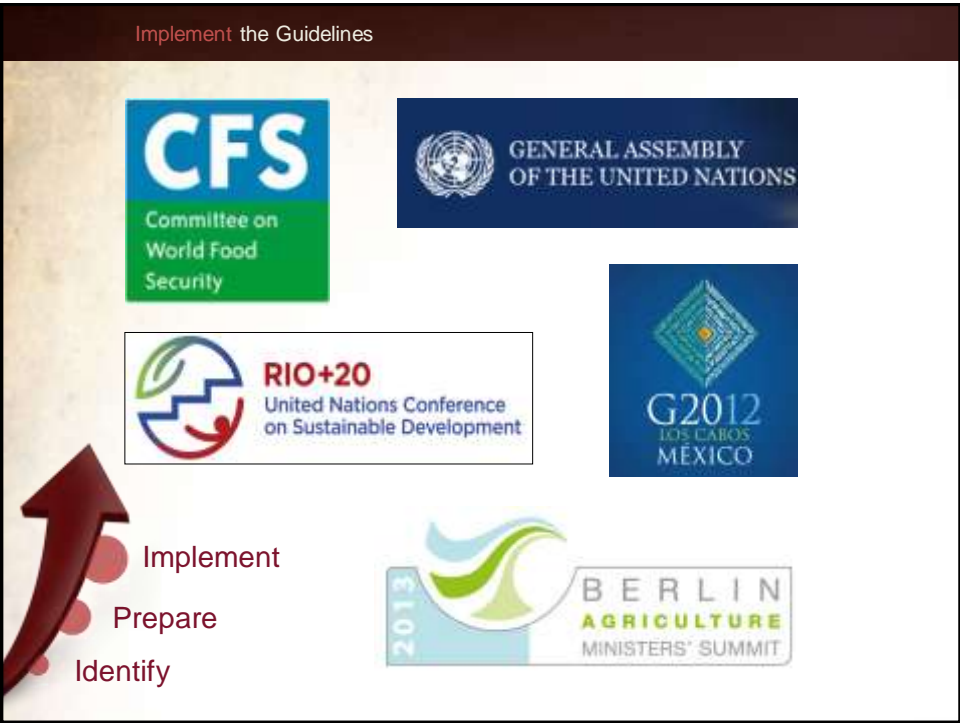 Implement the Guidelines
CFS
Committee on
World Food
Security
GENERAL ASSEMBLY
OF THE UNITED NATIONS
RIO+20
United Nations Conference
on Sustainable Development
G2012
LOS CABOS
MÉXICO
Implement
Prepare
Identify
2013
BERLIN
AGRICULTURE
MINISTERS' SUMMIT